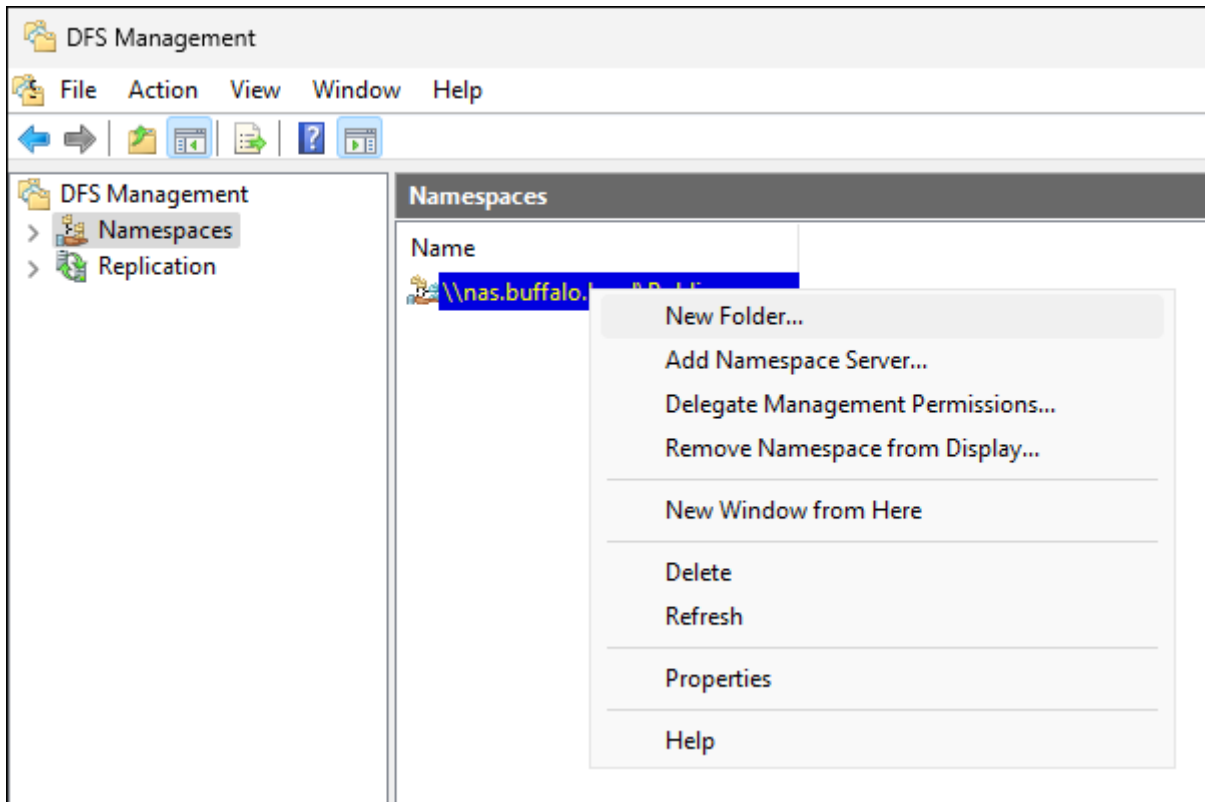 DFS Management
File Action View Window Help
DFS Management
Namespaces
Replication
Namespaces
Name
\\nas.buffalo.
New Folder...
Add Namespace Server...
Delegate Management Permissions...
Remove Namespace from Display...
New Window from Here
Delete
Refresh
Properties
Help